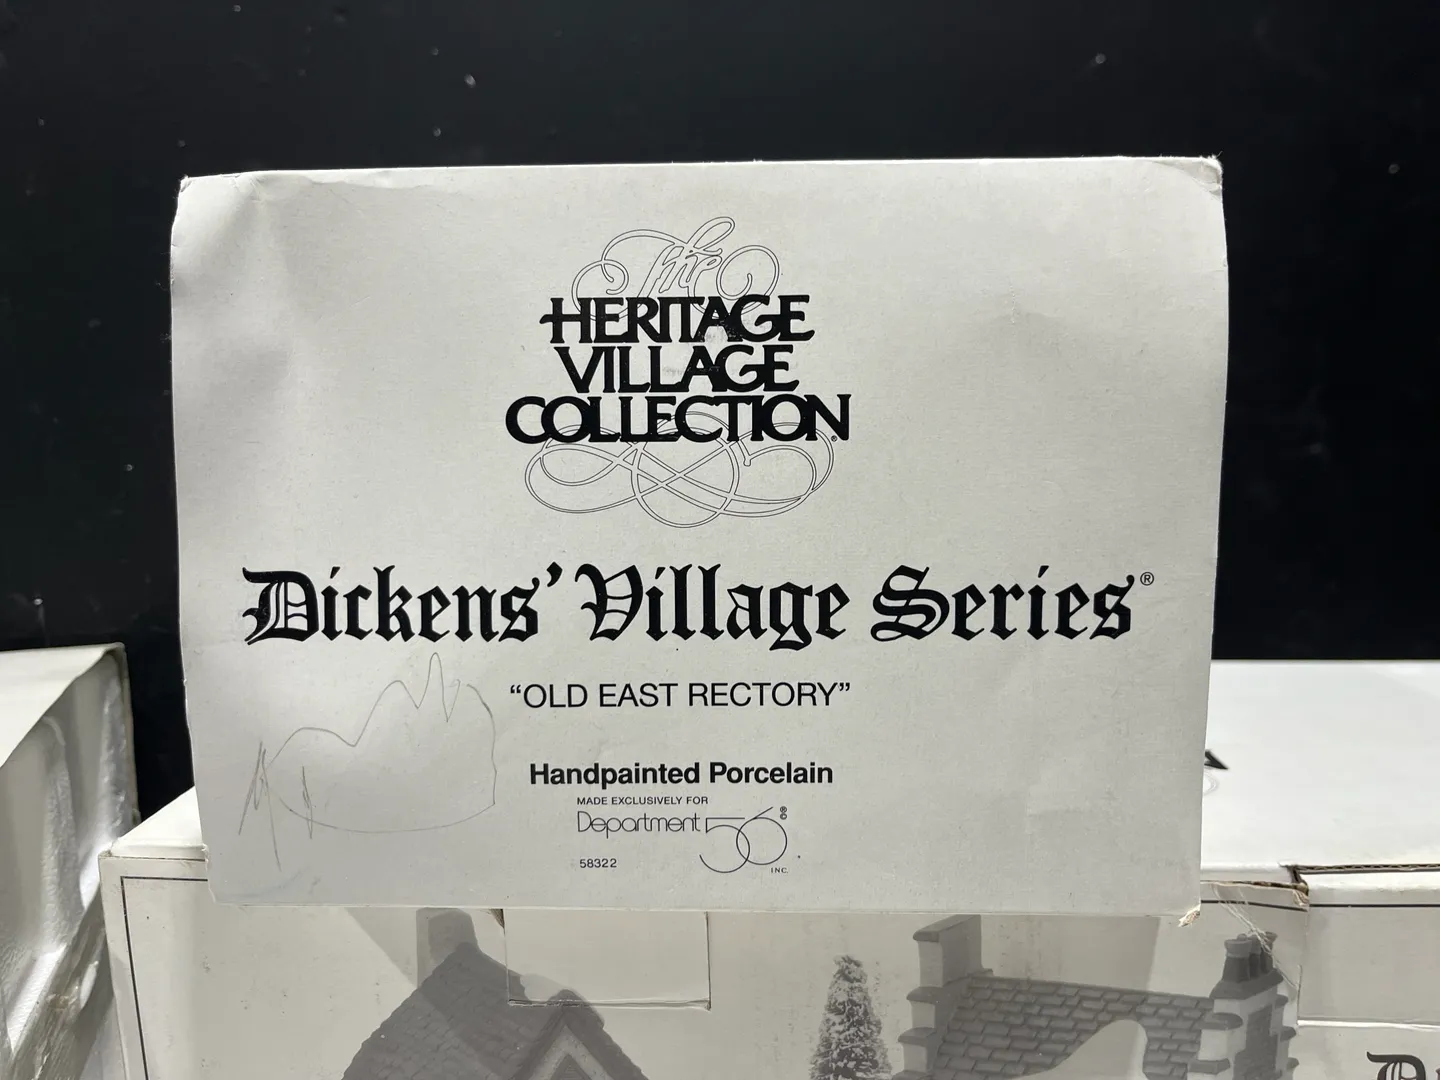 The
HERITAGE
VILLAGE
COLLECTION®
Dickens' Village Series®
“OLD EAST RECTORY”
Handpainted Porcelain
MADE EXCLUSIVELY FOR
Department 56®
INC.
58322